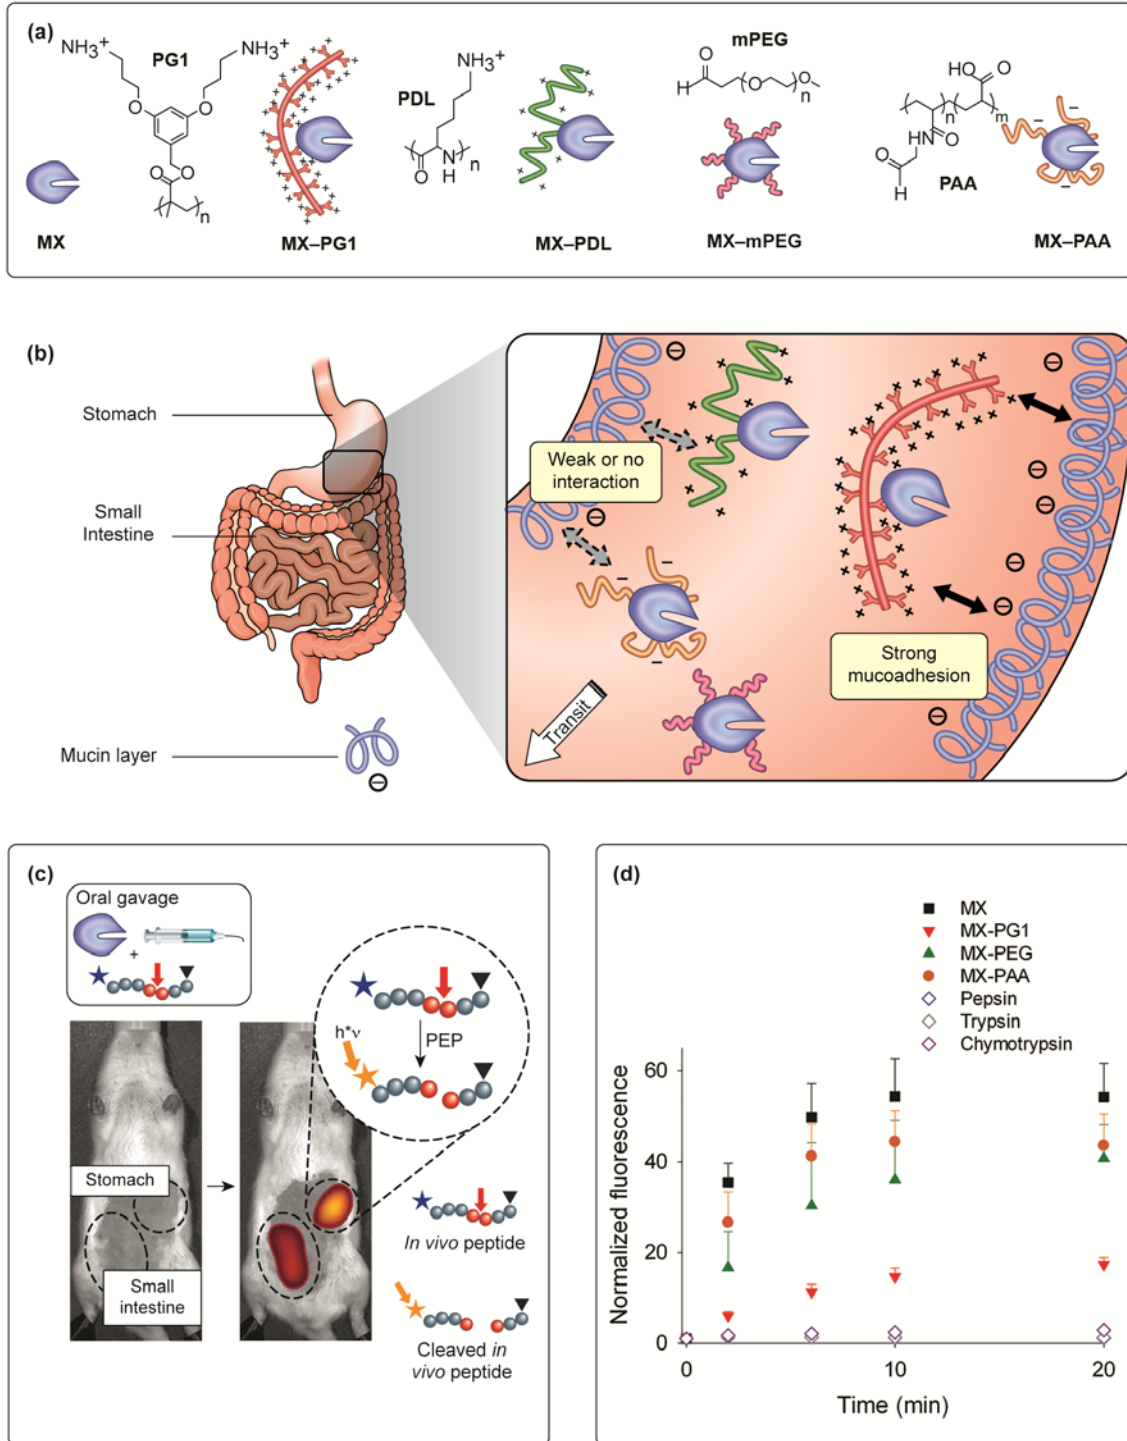 (a)
NH3+
PG1
NH3+
O
O
O
O
n
MX
MX–PG1
PDL
NH3+
O
N
H
n
MX–PDL
mPEG
O
H
O
O
n
MX–mPEG
HO
O
n
m
HN
O
O
H
PAA
MX–PAA
(b)
Stomach
Small
Intestine
Mucin layer
Weak or no
interaction
Strong
mucoadhesion
Transit
(c)
Oral gavage
+
h*ν
PEP
Stomach
Small
intestine
In vivo peptide
Cleaved in
vivo peptide
(d)
MX
MX-PG1
MX-PEG
MX-PAA
Pepsin
Trypsin
Chymotrypsin
Normalized fluorescence
60
40
20
0
0
10
20
Time (min)